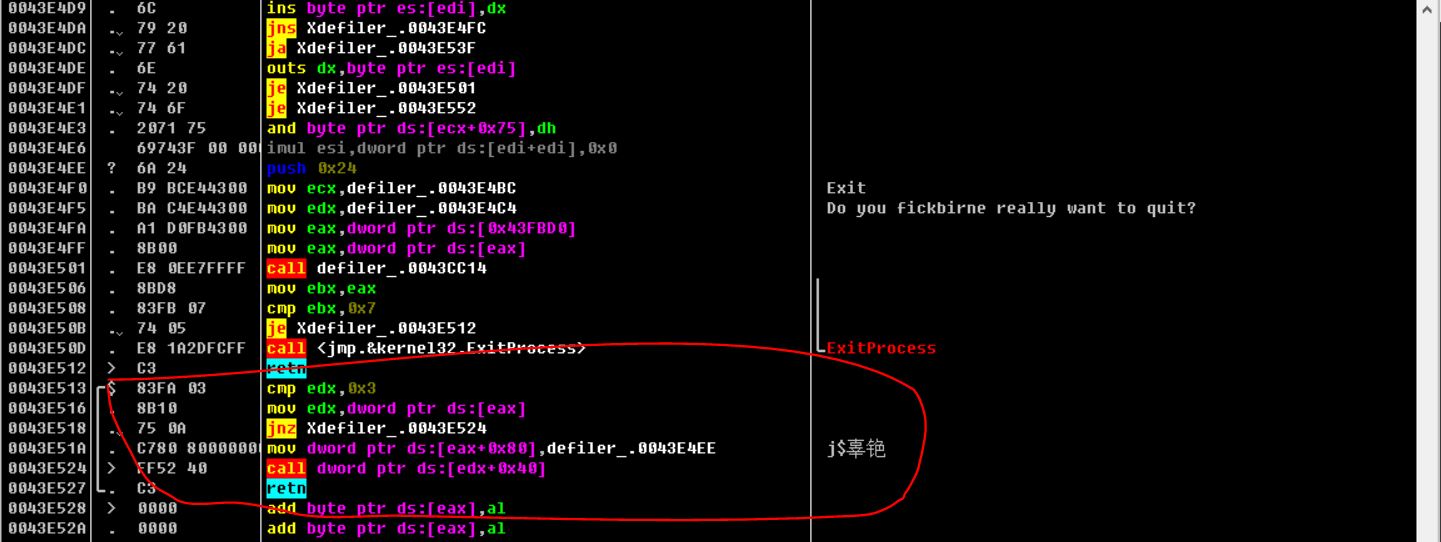 0043E4D9 . 6C ins byte ptr es:[edi],dx
0043E4DA .ˬ 79 20 jns Xdefiler_.0043E4FC
0043E4DC .ˬ 77 61 ja Xdefiler_.0043E53F
0043E4DE . 6E outs dx,byte ptr es:[edi]
0043E4DF .ˬ 74 20 je Xdefiler_.0043E501
0043E4E1 .ˬ 74 6F je Xdefiler_.0043E552
0043E4E3 . 2071 75 and byte ptr ds:[ecx+0x75],dh
0043E4E6 69743F 00 00 imul esi,dword ptr ds:[edi+edi],0x0
0043E4EE ? 6A 24 push 0x24
0043E4F0 . B9 BCE44300 mov ecx,defiler_.0043E4BC Exit
0043E4F5 . BA C4E44300 mov edx,defiler_.0043E4C4 Do you fickbirne really want to quit?
0043E4FA . A1 D0FB4300 mov eax,dword ptr ds:[0x43FBD0]
0043E4FF . 8B00 mov eax,dword ptr ds:[eax]
0043E501 . E8 0EE7FFFF call defiler_.0043CC14
0043E506 . 8BD8 mov ebx,eax
0043E508 . 83FB 07 cmp ebx,0x7
0043E50B .ˬ 74 05 je Xdefiler_.0043E512
0043E50D . E8 1A2DFCFF call <jmp.&kernel32.ExitProcess> ExitProcess
0043E512 > C3 retn
0043E513 $ 83FA 03 cmp edx,0x3
0043E516 . 8B10 mov edx,dword ptr ds:[eax]
0043E518 .ˬ 75 0A jnz Xdefiler_.0043E524
0043E51A . C780 80000000 mov dword ptr ds:[eax+0x80],defiler_.0043E4EE j$辜铯
0043E524 > FF52 40 call dword ptr ds:[edx+0x40]
0043E527 . C3 retn
0043E528 > 0000 add byte ptr ds:[eax],al
0043E52A . 0000 add byte ptr ds:[eax],al